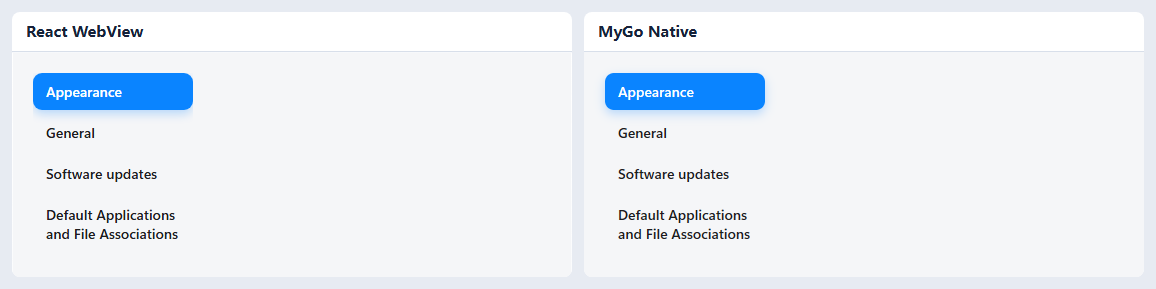 React WebView
Appearance
General
Software updates
Default Applications
and File Associations
MyGo Native
Appearance
General
Software updates
Default Applications
and File Associations